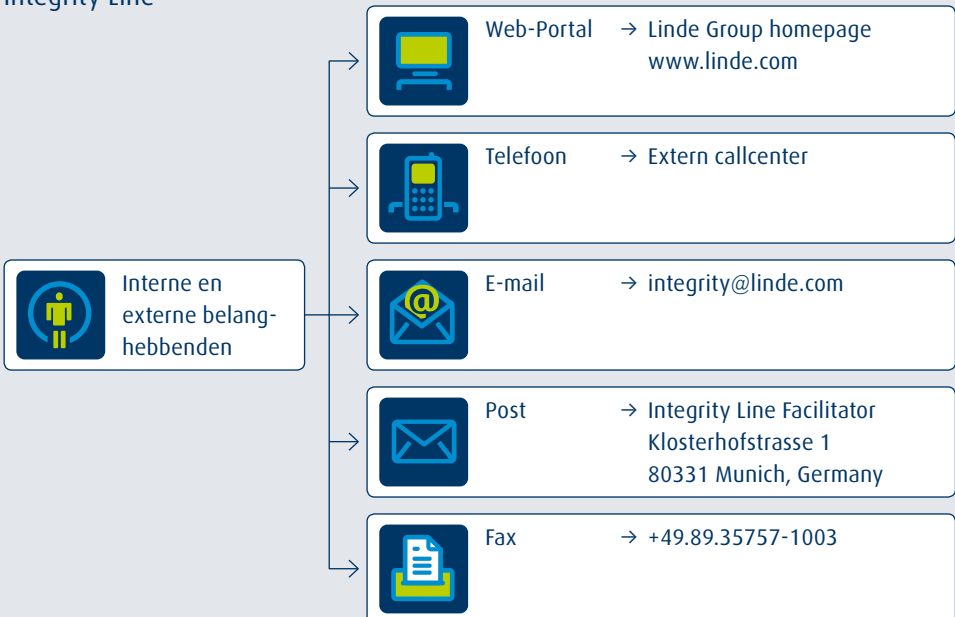 Integrity Line
Web-Portal → Linde Group homepage
www.linde.com
Telefoon → Extern callcenter
Interne en
externe belang-
hebbenden
E-mail → integrity@linde.com
Post → Integrity Line Facilitator
Klosterhofstrasse 1
80331 Munich, Germany
Fax → +49.89.35757-1003